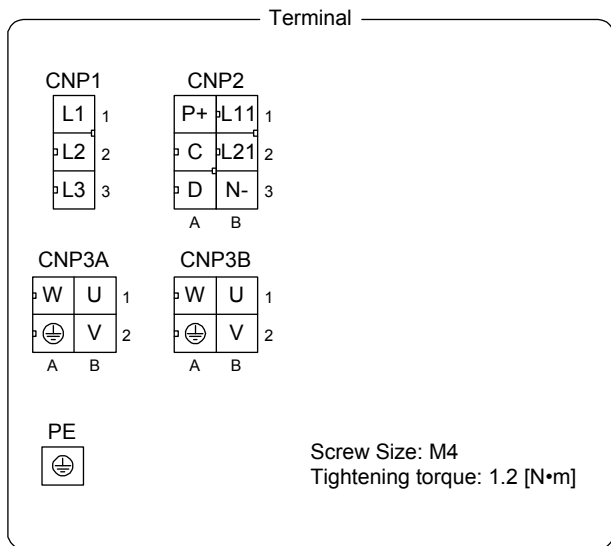 Terminal
CNP1
L1 1
L2 2
L3 3
CNP2
P+ L11 1
C L21 2
D N- 3
A B
CNP3A
W U 1
V 2
A B
CNP3B
W U 1
V 2
A B
PE
Screw Size: M4
Tightening torque: 1.2 [N•m]